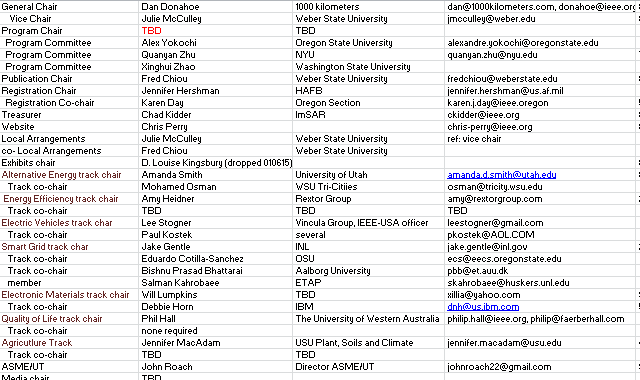 General Chair Dan Donahoe 1000 kilometers dan@1000kilometers.com, donahoe@ieee.org
Vice Chair Julie McCulley Weber State University jmcculley@weber.edu
Program Chair TBD TBD
Program Committee Alex Yokochi Oregon State University alexandre.yokochi@oregonstate.edu
Program Committee Quanyan Zhu NYU quanyan.zhu@nyu.edu
Program Committee Xinghui Zhao Washington State University
Publication Chair Fred Chiou Weber State University fredchiou@weberstate.edu
Registration Chair Jennifer Hershman HAFB jennifer.hershman@us.af.mil
Registration Co-chair Karen Day Oregon Section karen.j.day@ieee.oregon
Treasurer Chad Kidder ImSAR ckidder@ieee.org
Website Chris Perry chris-perry@ieee.org
Local Arrangements Julie McCulley Weber State University ref: vice chair
co- Local Arrangements Fred Chiou Weber State University
Exhibits chair D. Louise Kingsbury (dropped 010615)
Alternative Energy track chair Amanda Smith University of Utah amanda.d.smith@utah.edu
Track co-chair Mohamed Osman WSU Tri-Citiies osman@tricity.wsu.edu
Energy Efficiency track char Amy Heidner Rextor Group amy@rextorgroup.com
Track co-chair TBD TBD TBD
Electric Vehicles track chair Lee Stogner Vincula Group, IEEE-USA officer leestogner@gmail.com
Track co-chair Paul Kostek several pkostek@AOL.COM
Smart Grid track char Jake Gentle INL jake.gentle@inl.gov
Track co-chair Eduardo Cotilla-Sanchez OSU ecs@eecs.oregonstate.edu
Track co-chair Bishnu Prasad Bhattarai Aalborg University pbb@et.auu.dk
member Salman Kahrobaee ETAP skahrobaee@huskers.unl.edu
Electronic Materials track chair Will Lumpkins TBD xillia@yahoo.com
Track co-chair Debbie Horn IBM dnh@us.ibm.com
Quality of Life track chair Phil Hall The University of Western Australia philip.hall@ieee.org, philip@faerberhall.com
Track co-chair none required
Agricutlure Track Jennifer MacAdam USU Plant, Soils and Climate jennifer.macadam@usu.edu
Track co-chair TBD TBD TBD
ASME/UT John Roach Director ASME/UT johnroach22@gmail.com
Media chair TBD